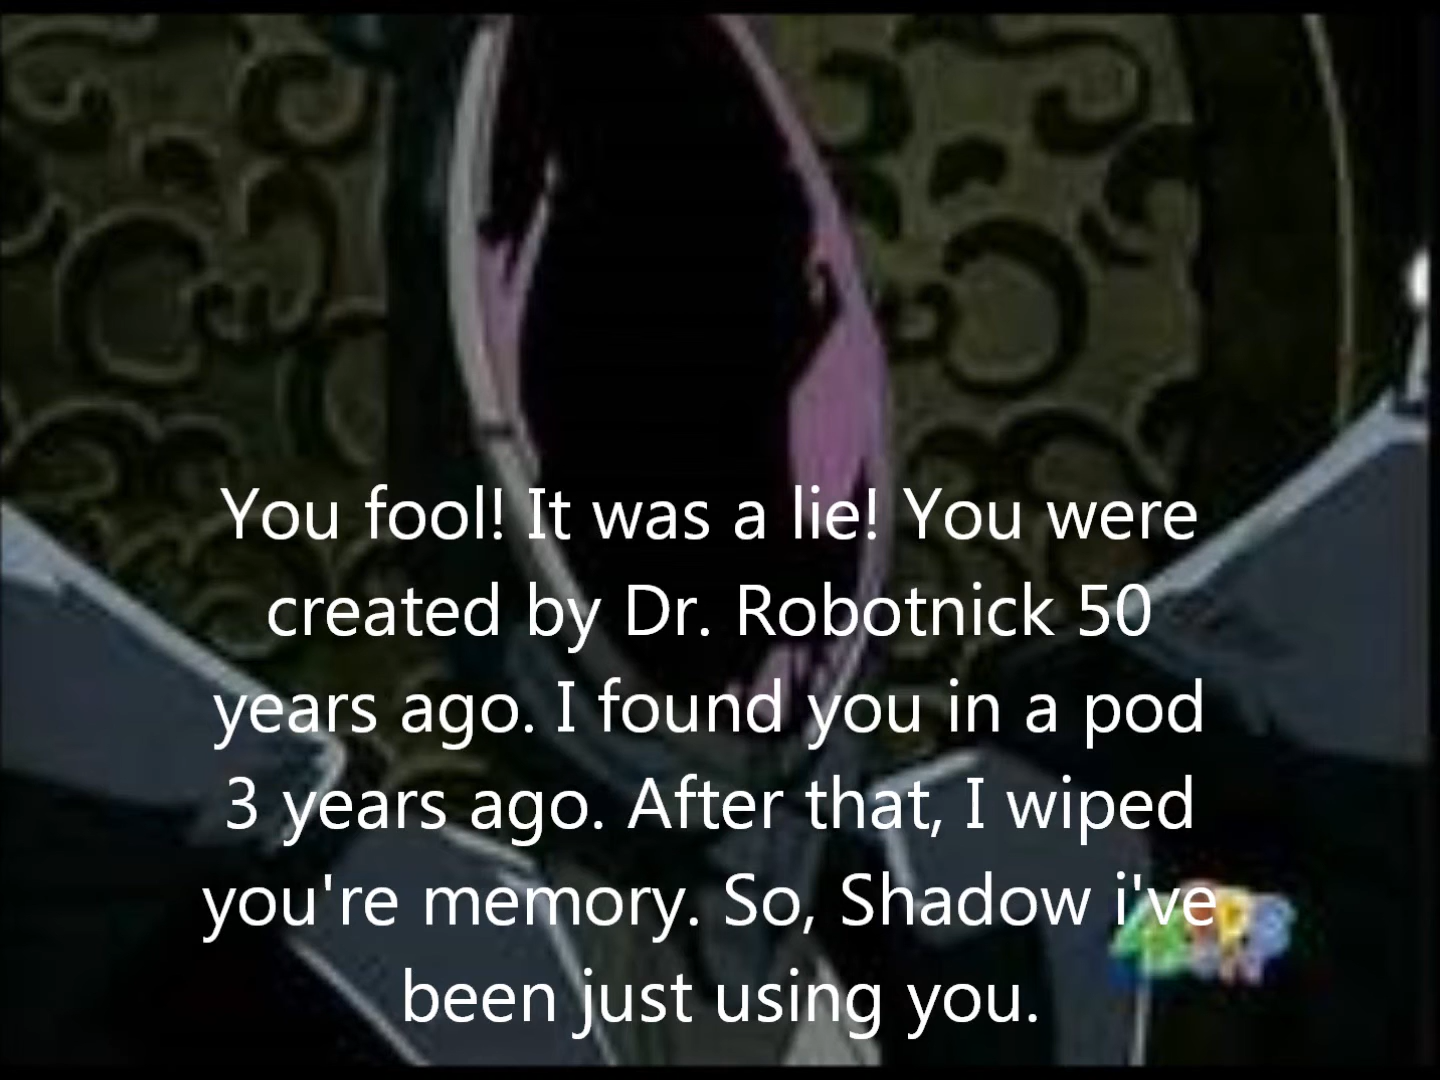 You fool! It was a lie! You were
created by Dr. Robotnick 50
years ago. I found you in a pod
3 years ago. After that, I wiped
you're memory. So, Shadow i've
been just using you.